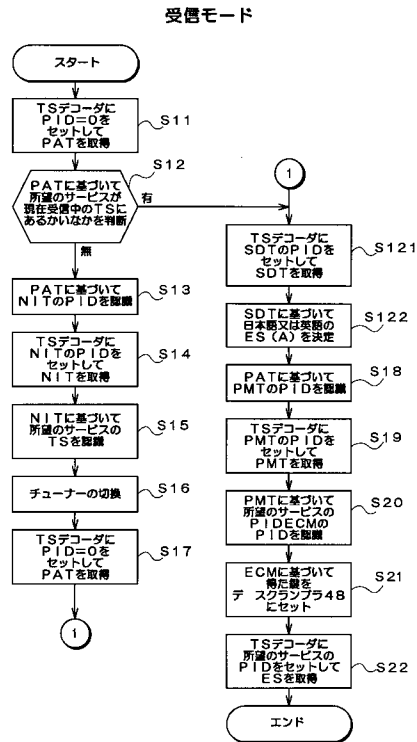 受信モード
スタート
TSデコーダに
PID=0を
セットして
PATを取得
S11
S12
PATに基づいて
所望のサービスが
現在受信中のTSに
あるかいなかを判断
有
無
PATに基づいて
NITのPIDを認識
S13
TSデコーダに
NITのPIDを
セットして
NITを取得
S14
NITに基づいて
所望のサービスの
TSを認識
S15
チューナーの切換
S16
TSデコーダに
PID=0を
セットして
PATを取得
S17
1
1
TSデコーダに
SDTのPIDを
セットして
SDTを取得
S121
SDTに基づいて
日本語又は英語の
ES(A)を決定
S122
PATに基づいて
PMTのPIDを認識
S18
TSデコーダに
PMTのPIDを
セットして
PMTを取得
S19
PMTに基づいて
所望のサービスの
PIDECMの
PIDを認識
S20
ECMに基づいて
得た鍵を
デ スクランブラ48
にセット
S21
TSデコーダに
所望のサービスの
PIDをセットして
ESを取得
S22
エンド